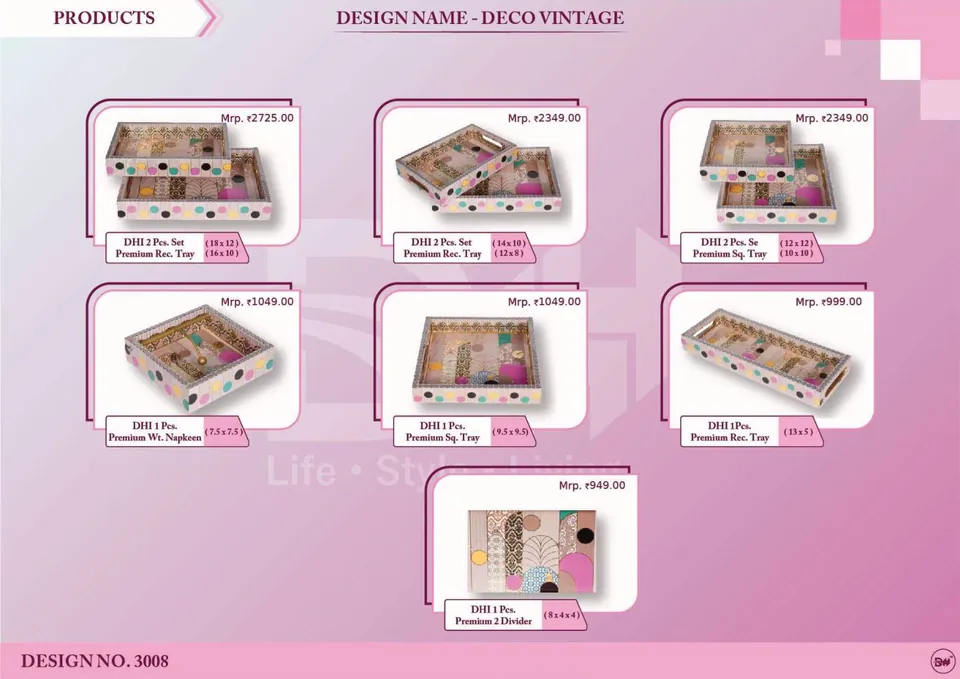 PRODUCTS
DESIGN NAME - DECO VINTAGE
Mrp. ₹2725.00
DHI 2 Pcs. Set
Premium Rec. Tray
( 18 x 12 )
( 16 x 10 )
Mrp. ₹2349.00
DHI 2 Pcs. Set
Premium Rec. Tray
( 14 x 10 )
( 12 x 8 )
Mrp. ₹2349.00
DHI 2 Pcs. Se
Premium Sq. Tray
( 12 x 12 )
( 10 x 10 )
Mrp. ₹1049.00
DHI 1 Pcs.
Premium Wt. Napkeen
( 7.5 x 7.5 )
Mrp. ₹1049.00
DHI 1 Pcs.
Premium Sq. Tray
( 9.5 x 9.5)
Mrp. ₹999.00
DHI 1Pcs.
Premium Rec. Tray
( 13 x 5 )
Life • Style • Living
Mrp. ₹949.00
DHI 1 Pcs.
Premium 2 Divider
( 8 x 4 x 4 )
DESIGN NO. 3008